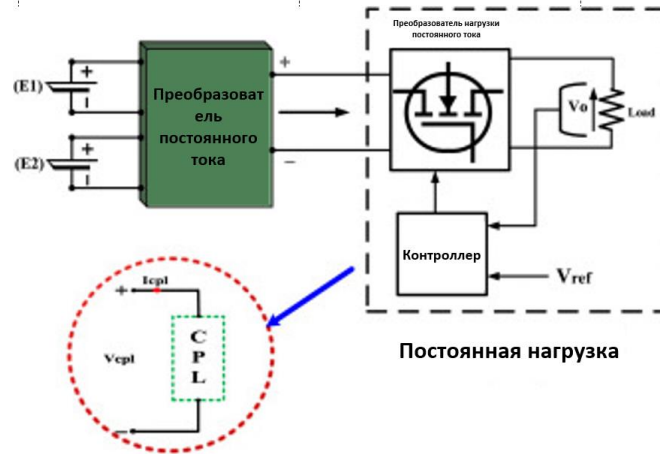 Преобразователь нагрузки
постоянного тока
(E1)
+
−
Преобразоват
ель
постоянного
тока
+
−
(E2)
+
−
Vo
Load
Контроллер
Vref
Icpl
+
C
P
L
Vcpl
−
Постоянная нагрузка